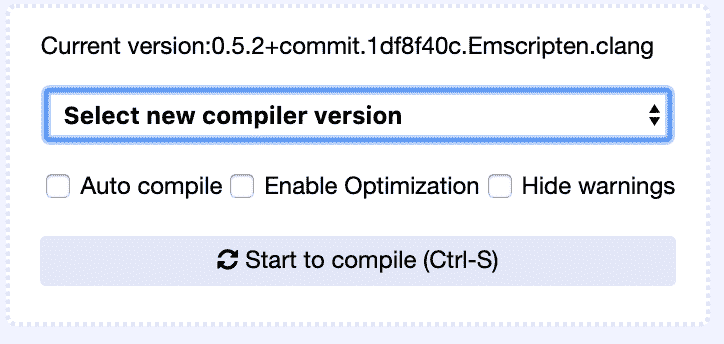 Current version:0.5.2+commit.1df8f40c.Emscripten.clang
Select new compiler version
Auto compile Enable Optimization Hide warnings
Start to compile (Ctrl-S)